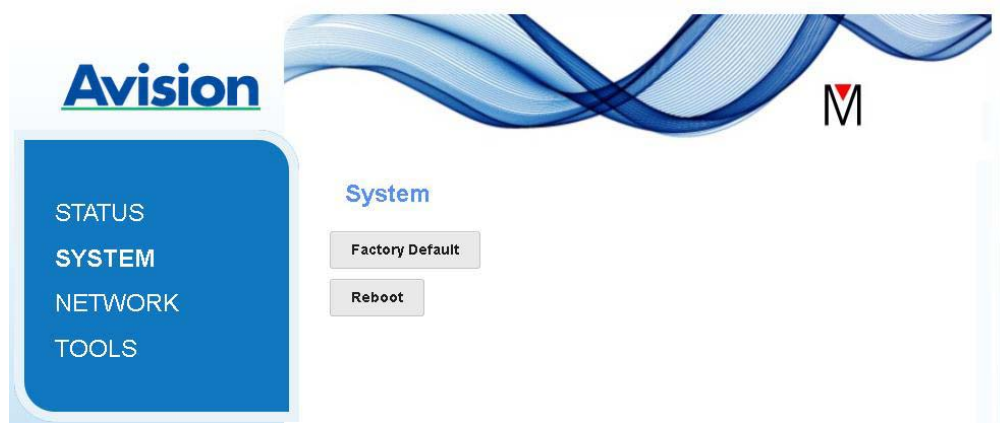 Avision
STATUS
SYSTEM
NETWORK
TOOLS
System
Factory Default
Reboot